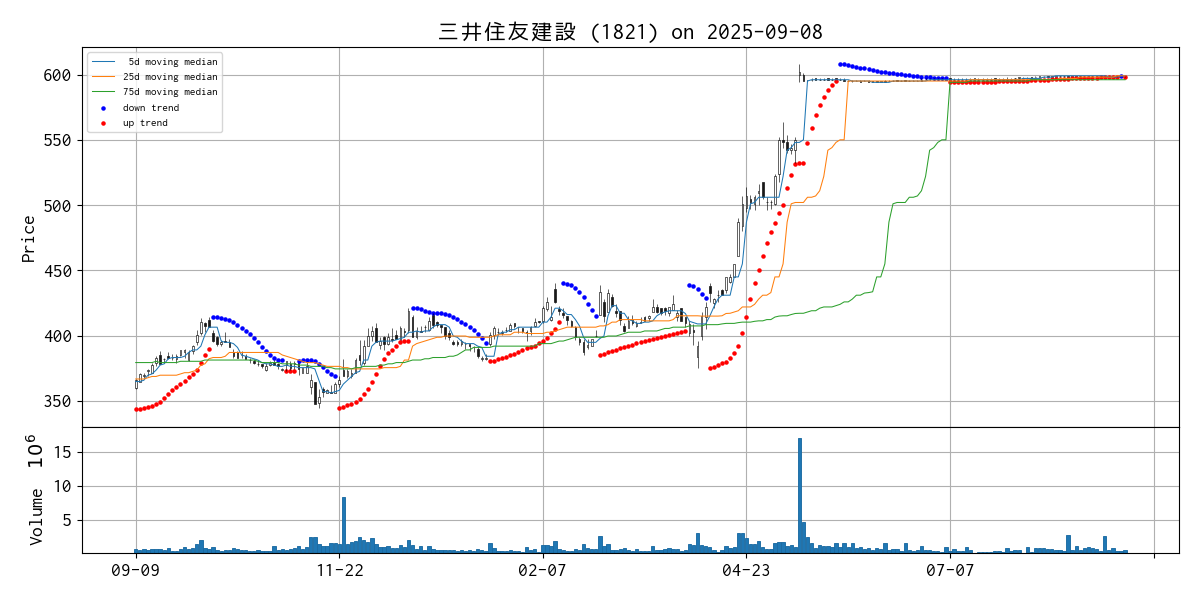 三井住友建設 (1821) on 2025-09-08
5d moving median
25d moving median
75d moving median
down trend
up trend
Price
600
550
500
450
400
350
Volume 10^6
15
10
5
09-09
11-22
02-07
04-23
07-07